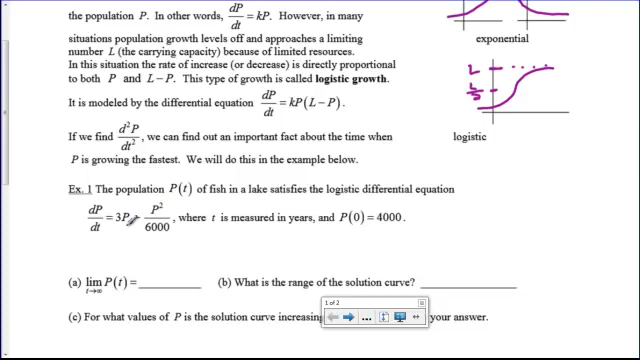 the population P. In other words, dP/dt = kP. However, in many
situations population growth levels off and approaches a limiting
number L (the carrying capacity) because of limited resources.
In this situation the rate of increase (or decrease) is directly proportional
to both P and L – P. This type of growth is called logistic growth.
exponential
L
L/2
It is modeled by the differential equation dP/dt = kP(L – P).
If we find d²P/dt², we can find out an important fact about the time when
logistic
P is growing the fastest. We will do this in the example below.
Ex. 1 The population P(t) of fish in a lake satisfies the logistic differential equation
dP/dt = 3P – P²/6000, where t is measured in years, and P(0) = 4000.
(a) lim t→∞ P(t) = __________ (b) What is the range of the solution curve? __________
1 of 2
(c) For what values of P is the solution curve increasing your answer.
...